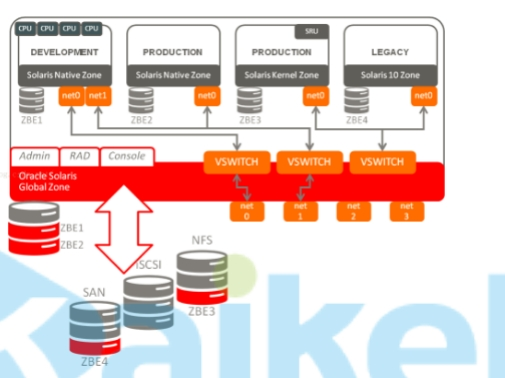 CPU CPU CPU CPU
SRU
DEVELOPMENT PRODUCTION PRODUCTION LEGACY
Solaris Native Zone Solaris Native Zone Solaris Kernel Zone Solaris 10 Zone
net0 net1 net0 net0 net0
ZBE1 ZBE2 ZBE3 ZBE4
Admin RAD Console
VSWITCH VSWITCH VSWITCH
Oracle Solaris
Global Zone
net 0 net 1 net 2 net 3
ZBE1
ZBE2
NFS
iSCSI
SAN
ZBE3
ZBE4
aikel